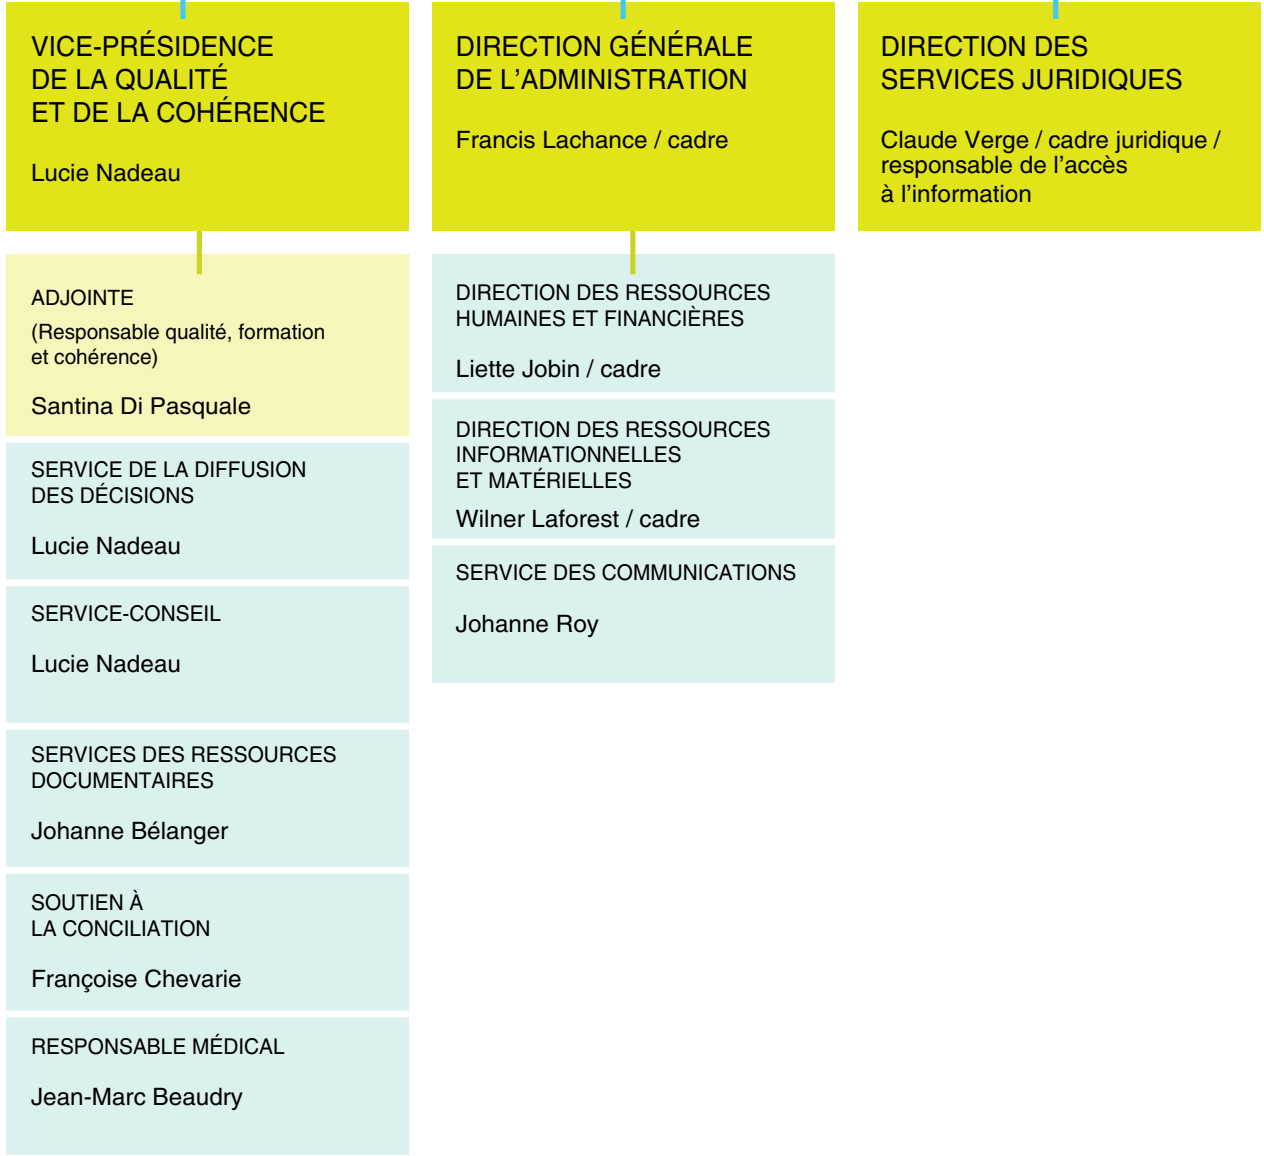 VICE-PRÉSIDENCE
DE LA QUALITÉ
ET DE LA COHÉRENCE
Lucie Nadeau
ADJOINTE
(Responsable qualité, formation
et cohérence)
Santina Di Pasquale
SERVICE DE LA DIFFUSION
DES DÉCISIONS
Lucie Nadeau
SERVICE-CONSEIL
Lucie Nadeau
SERVICES DES RESSOURCES
DOCUMENTAIRES
Johanne Bélanger
SOUTIEN À
LA CONCILIATION
Françoise Chevarie
RESPONSABLE MÉDICAL
Jean-Marc Beaudry
DIRECTION GÉNÉRALE
DE L’ADMINISTRATION
Francis Lachance / cadre
DIRECTION DES RESSOURCES
HUMAINES ET FINANCIÈRES
Liette Jobin / cadre
DIRECTION DES RESSOURCES
INFORMATIONNELLES
ET MATÉRIELLES
Wilner Laforest / cadre
SERVICE DES COMMUNICATIONS
Johanne Roy
DIRECTION DES
SERVICES JURIDIQUES
Claude Verge / cadre juridique /
responsable de l’accès
à l’information